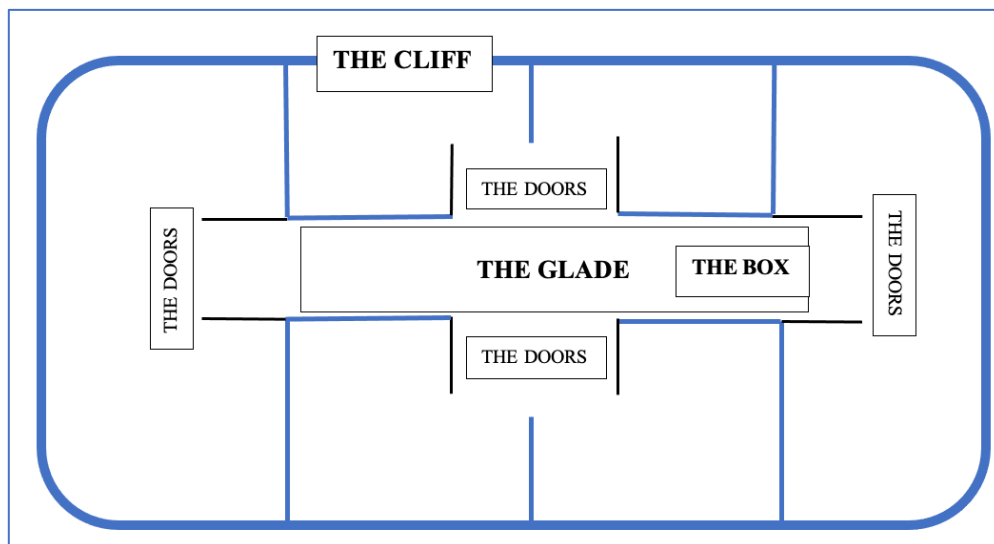 THE CLIFF
THE DOORS
THE DOORS
THE GLADE
THE BOX
THE DOORS
THE DOORS